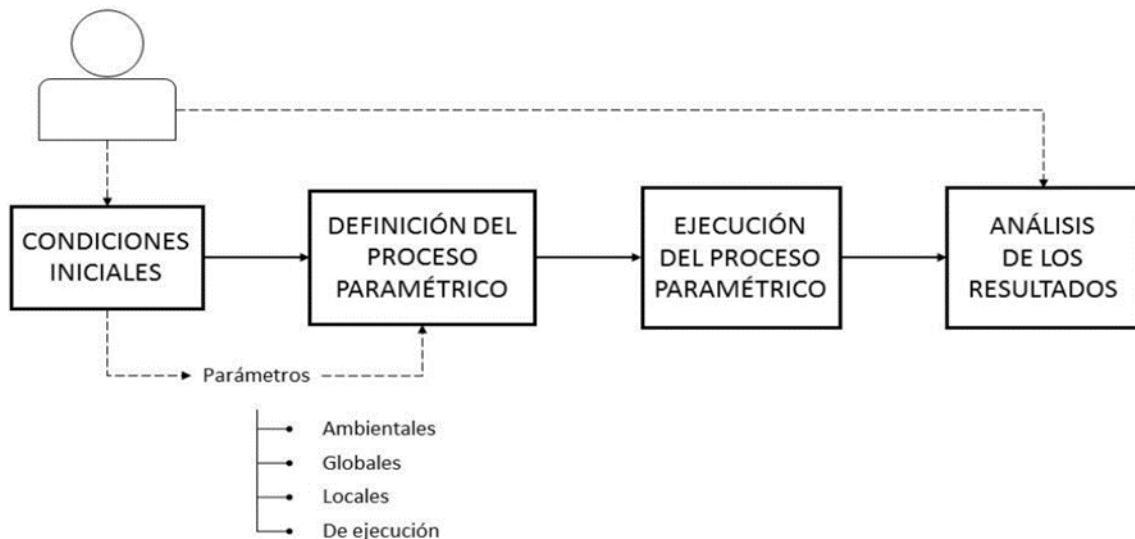 CONDICIONES
INICIALES
DEFINICIÓN DEL
PROCESO
PARAMÉTRICO
EJECUCIÓN
DEL PROCESO
PARAMÉTRICO
ANÁLISIS
DE LOS
RESULTADOS
Parámetros
Ambientales
Globales
Locales
De ejecución